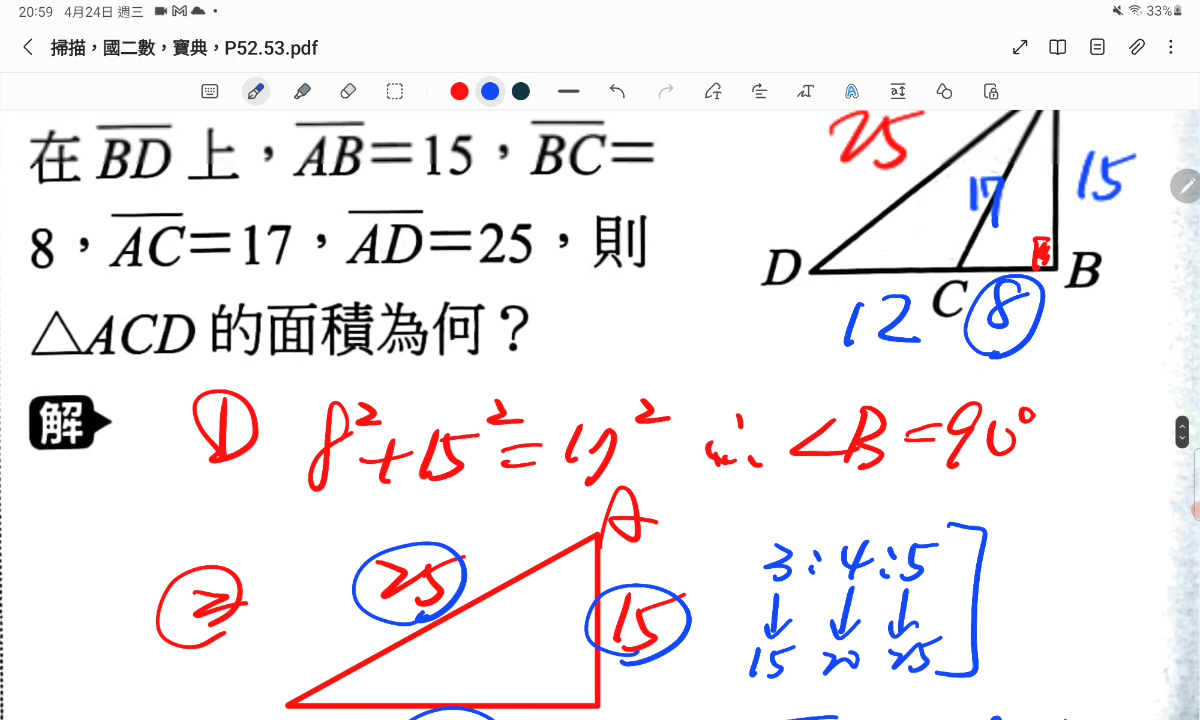 20:59 4月24日 週三
33%
掃描，國二數，寶典，P52.53.pdf
在 BD 上，AB=15，BC=
8，AC=17，AD=25，則
△ACD 的面積為何？
25
17
15
D
C
B
12
8
解
① 8²+15²=17² ∴ ∠B=90°
②
A
25
15
3:4:5
15 20 25